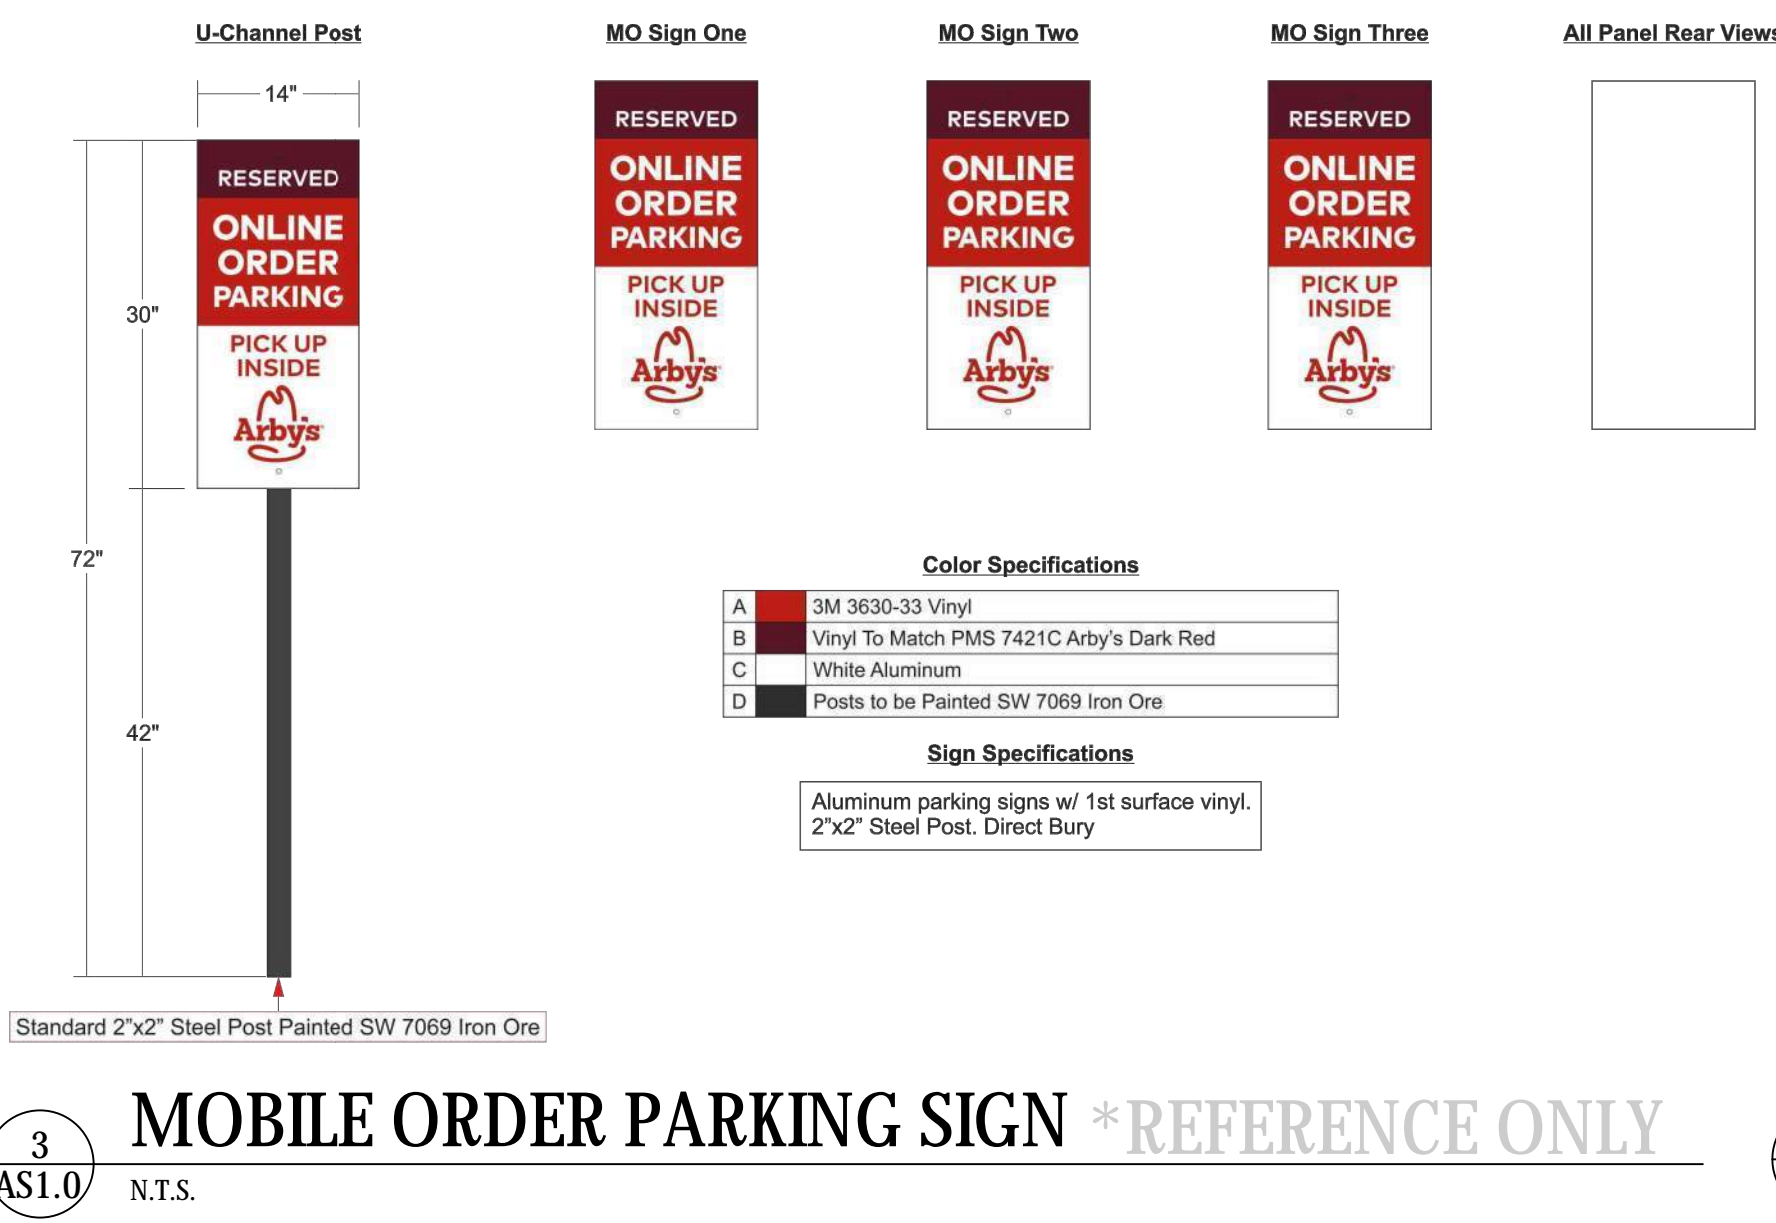 U-Channel Post
MO Sign One
MO Sign Two
MO Sign Three
All Panel Rear Views
14"
RESERVED
ONLINE
ORDER
PARKING
PICK UP
INSIDE
Arby's
30"
72"
42"
RESERVED
ONLINE
ORDER
PARKING
PICK UP
INSIDE
Arby's
RESERVED
ONLINE
ORDER
PARKING
PICK UP
INSIDE
Arby's
RESERVED
ONLINE
ORDER
PARKING
PICK UP
INSIDE
Arby's
Color Specifications
A 3M 3630-33 Vinyl
B Vinyl To Match PMS 7421C Arby's Dark Red
C White Aluminum
D Posts to be Painted SW 7069 Iron Ore
Sign Specifications
Aluminum parking signs w/ 1st surface vinyl.
2"x2" Steel Post. Direct Bury
Standard 2"x2" Steel Post Painted SW 7069 Iron Ore
3
AS1.0
MOBILE ORDER PARKING SIGN *REFERENCE ONLY
N.T.S.